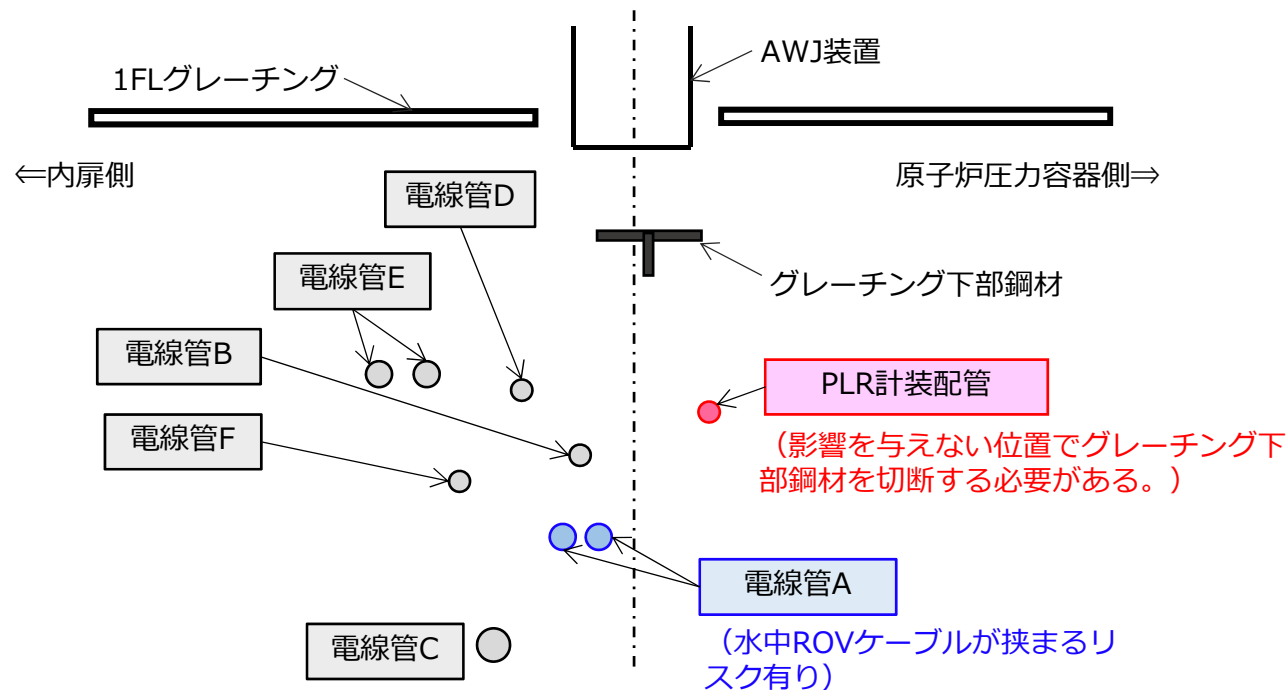 AWJ装置
1FLグレーチング
⇐内扉側
原子炉圧力容器側⇒
電線管D
グレーチング下部鋼材
電線管E
電線管B
PLR計装配管
電線管F
（影響を与えない位置でグレーチング下
部鋼材を切断する必要がある。）
電線管A
電線管C
（水中ROVケーブルが挟まるリ
スク有り）